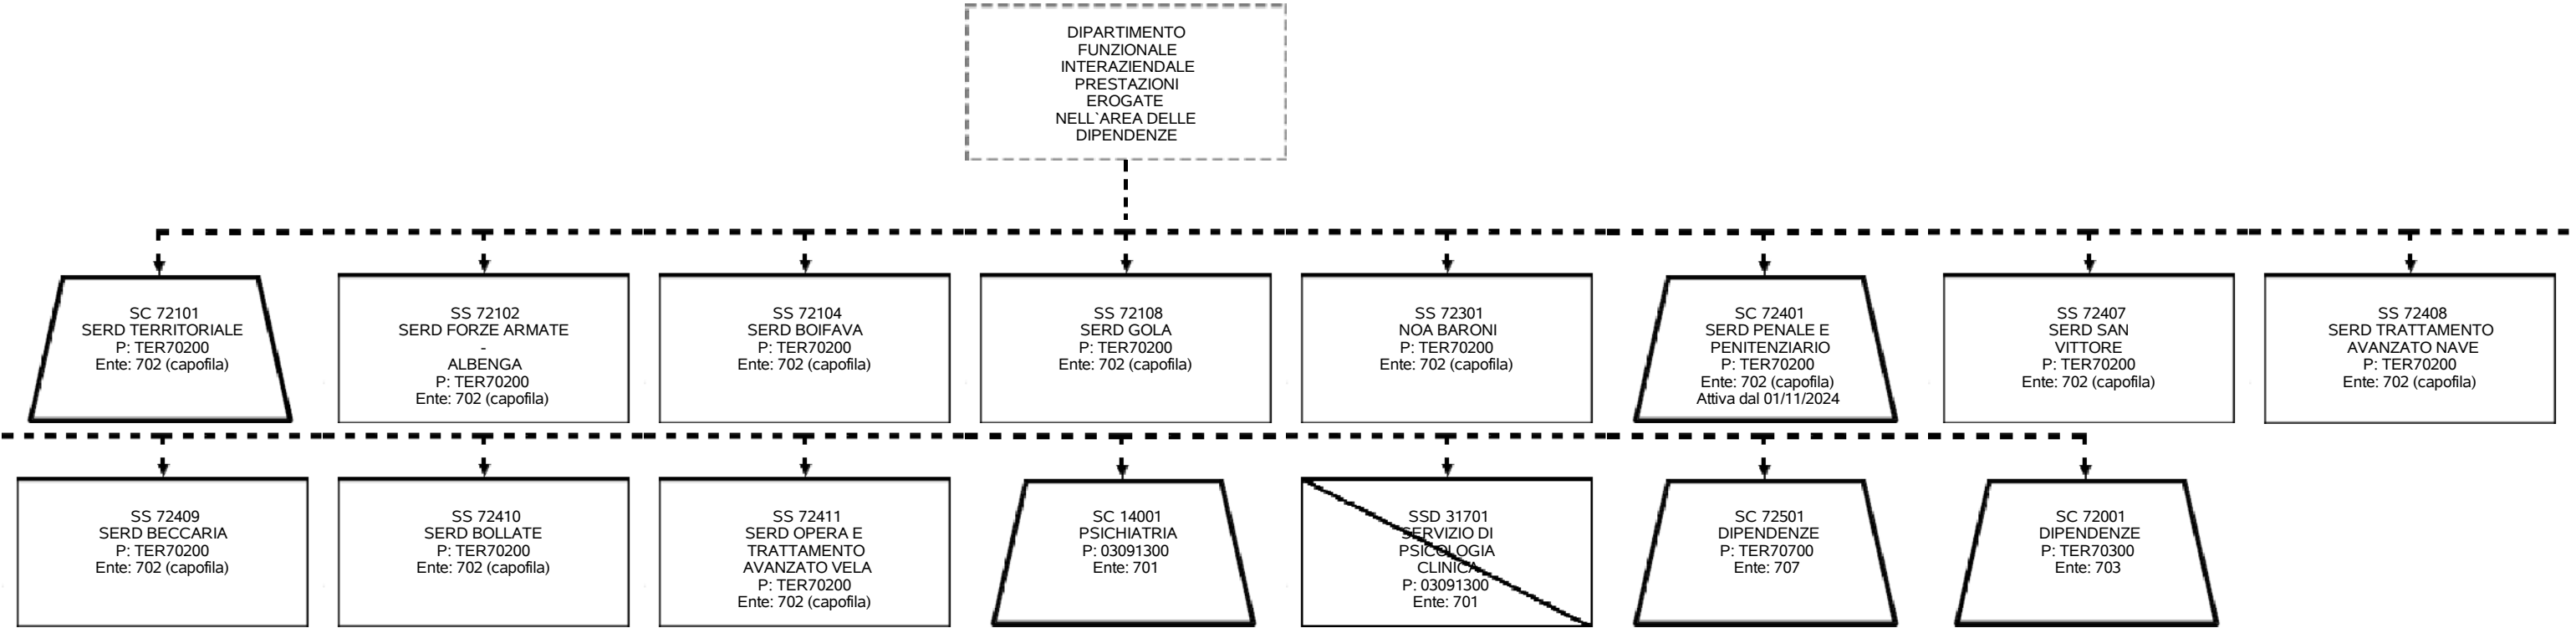 DIPARTIMENTO
FUNZIONALE
INTERAZIENDALE
PRESTAZIONI
EROGATE
NELL`AREA DELLE
DIPENDENZE
SC 72101
SERD TERRITORIALE
P: TER70200
Ente: 702 (capofila)
SS 72102
SERD FORZE ARMATE
-
ALBENGA
P: TER70200
Ente: 702 (capofila)
SS 72104
SERD BOIFAVA
P: TER70200
Ente: 702 (capofila)
SS 72108
SERD GOLA
P: TER70200
Ente: 702 (capofila)
SS 72301
NOA BARONI
P: TER70200
Ente: 702 (capofila)
SC 72401
SERD PENALE E
PENITENZIARIO
P: TER70200
Ente: 702 (capofila)
Attiva dal 01/11/2024
SS 72407
SERD SAN
VITTORE
P: TER70200
Ente: 702 (capofila)
SS 72408
SERD TRATTAMENTO
AVANZATO NAVE
P: TER70200
Ente: 702 (capofila)
SS 72409
SERD BECCARIA
P: TER70200
Ente: 702 (capofila)
SS 72410
SERD BOLLATE
P: TER70200
Ente: 702 (capofila)
SS 72411
SERD OPERA E
TRATTAMENTO
AVANZATO VELA
P: TER70200
Ente: 702 (capofila)
SC 14001
PSICHIATRIA
P: 03091300
Ente: 701
SSD 31701
SERVIZIO DI
PSICOLOGIA
CLINICA
P: 03091300
Ente: 701
SC 72501
DIPENDENZE
P: TER70700
Ente: 707
SC 72001
DIPENDENZE
P: TER70300
Ente: 703